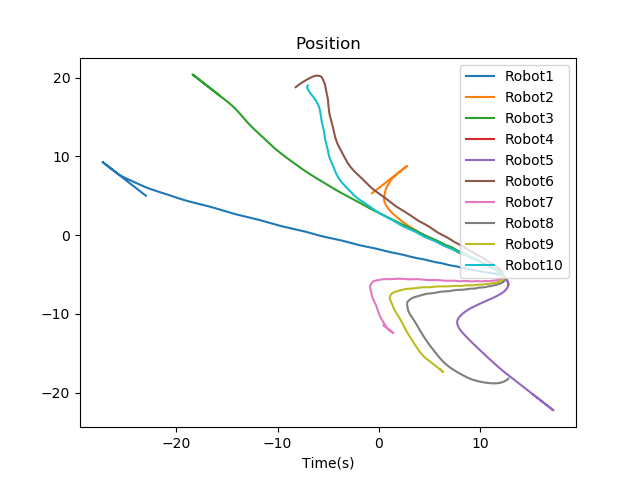 Position
20
10
0
−10
−20
−20
−10
0
10
Time(s)
Robot1
Robot2
Robot3
Robot4
Robot5
Robot6
Robot7
Robot8
Robot9
Robot10